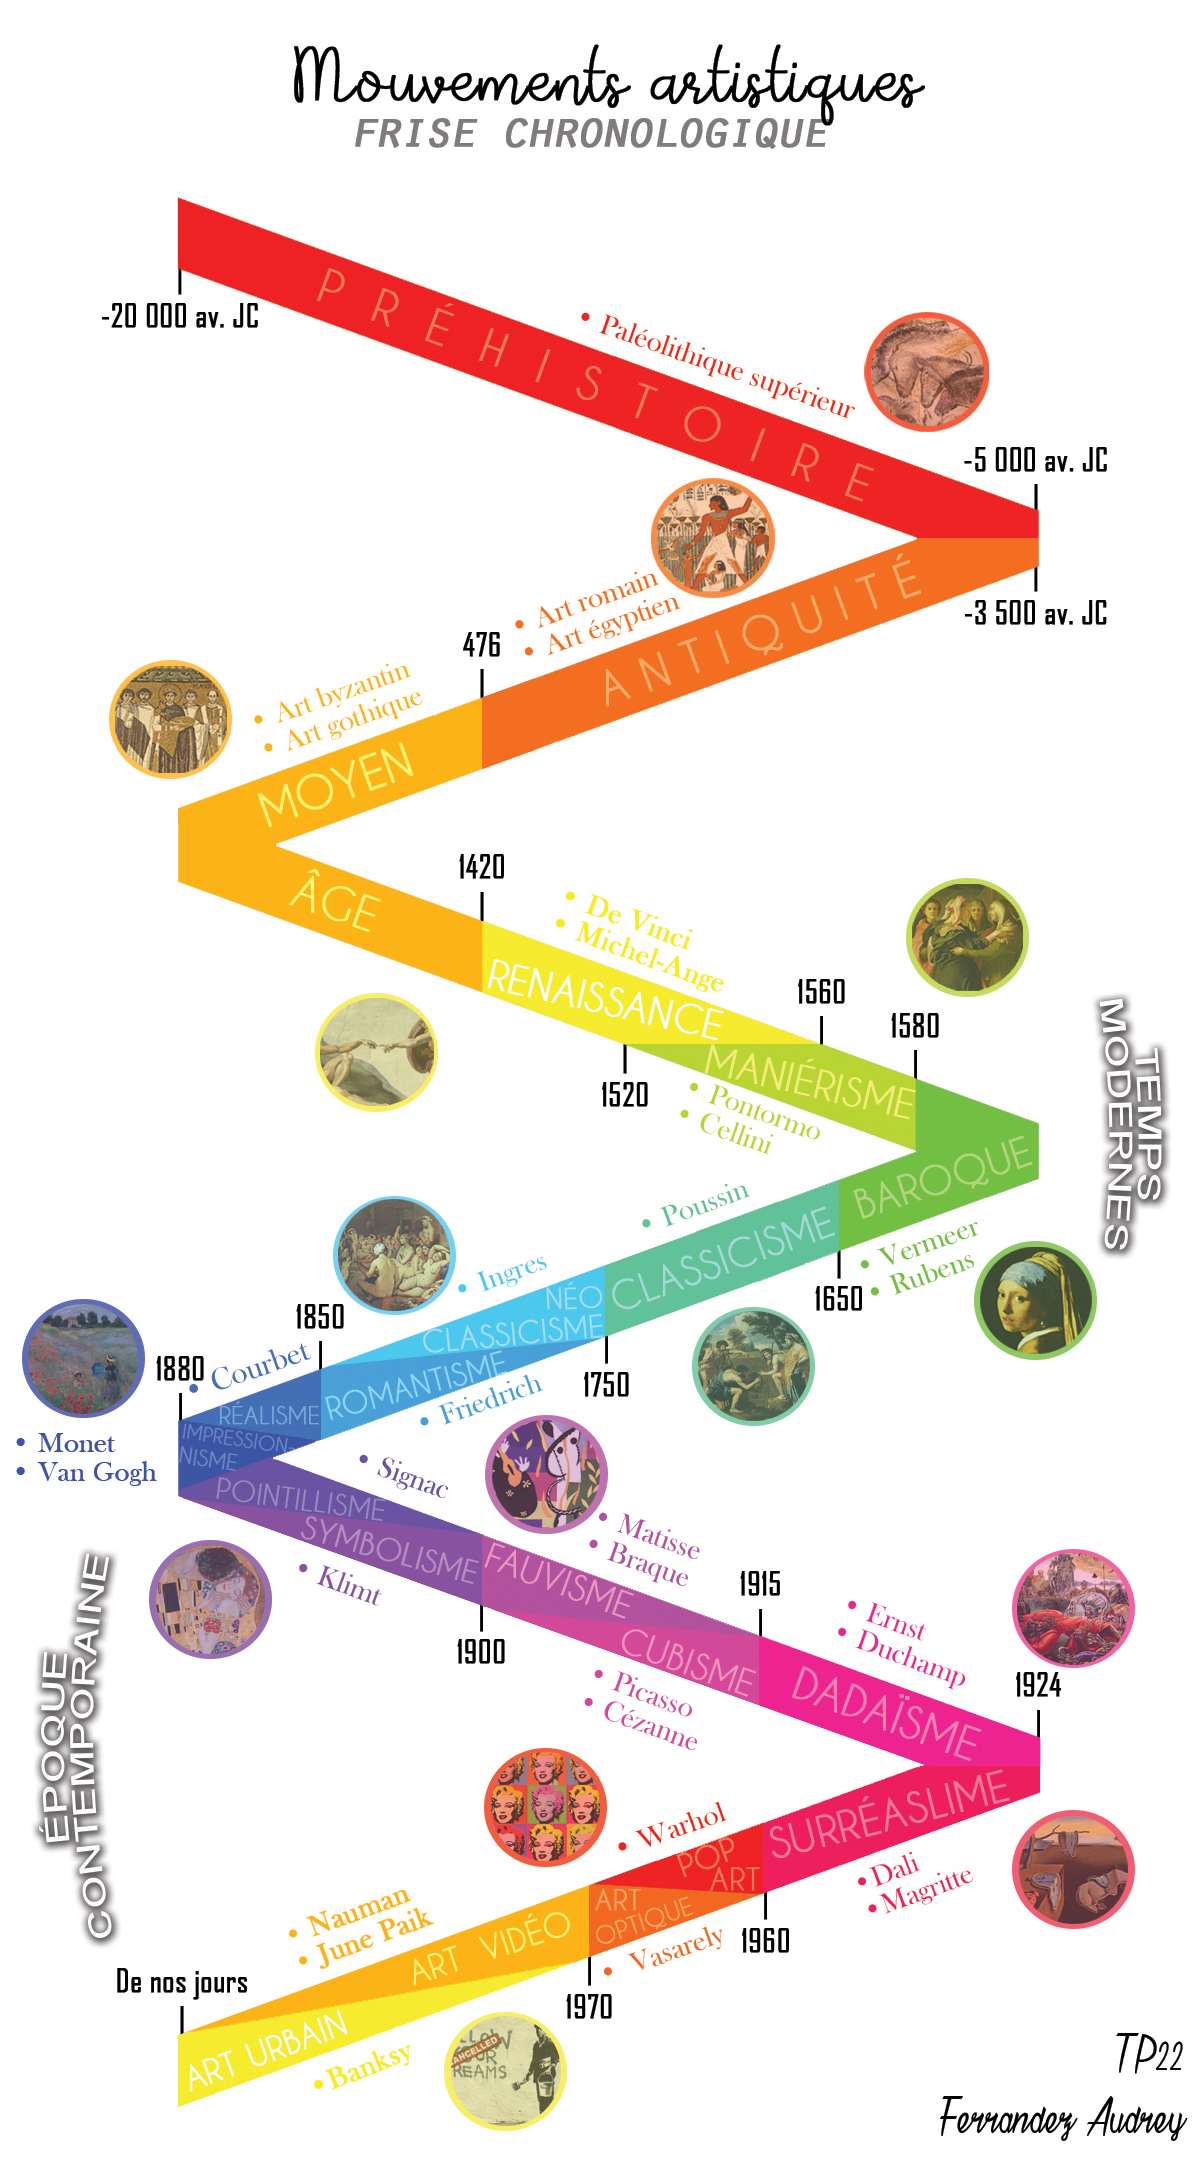 Mouvements artistiques
FRISE CHRONOLOGIQUE
-20 000 av. JC
PRÉHISTOIRE
• Paléolithique supérieur
-5 000 av. JC
-3 500 av. JC
ANTIQUITÉ
• Art romain
• Art égyptien
476
• Art byzantin
• Art gothique
MOYEN
ÂGE
1420
• De Vinci
• Michel-Ange
RENAISSANCE
1560
1580
1520
MANIÉRISME
• Pontormo
• Cellini
TEMPS
MODERNES
BAROQUE
• Vermeer
• Rubens
1650
• Poussin
CLASSICISME
1750
• Ingres
NÉO
CLASSICISME
ROMANTISME
• Friedrich
1850
• Courbet
RÉALISME
1880
IMPRESSION-
NISME
• Monet
• Van Gogh
• Signac
POINTILLISME
SYMBOLISME
• Klimt
1900
• Matisse
• Braque
FAUVISME
CUBISME
• Picasso
• Cézanne
1915
• Ernst
• Duchamp
DADAÏSME
1924
ÉPOQUE
CONTEMPORAINE
SURRÉASLIME
• Dali
• Magritte
1960
• Warhol
POP
ART
ART
OPTIQUE
• Vasarely
1970
• Nauman
• June Paik
ART VIDÉO
De nos jours
ART URBAIN
• Banksy
CANCELLED
REAMS
TP22
Ferrandez Audrey